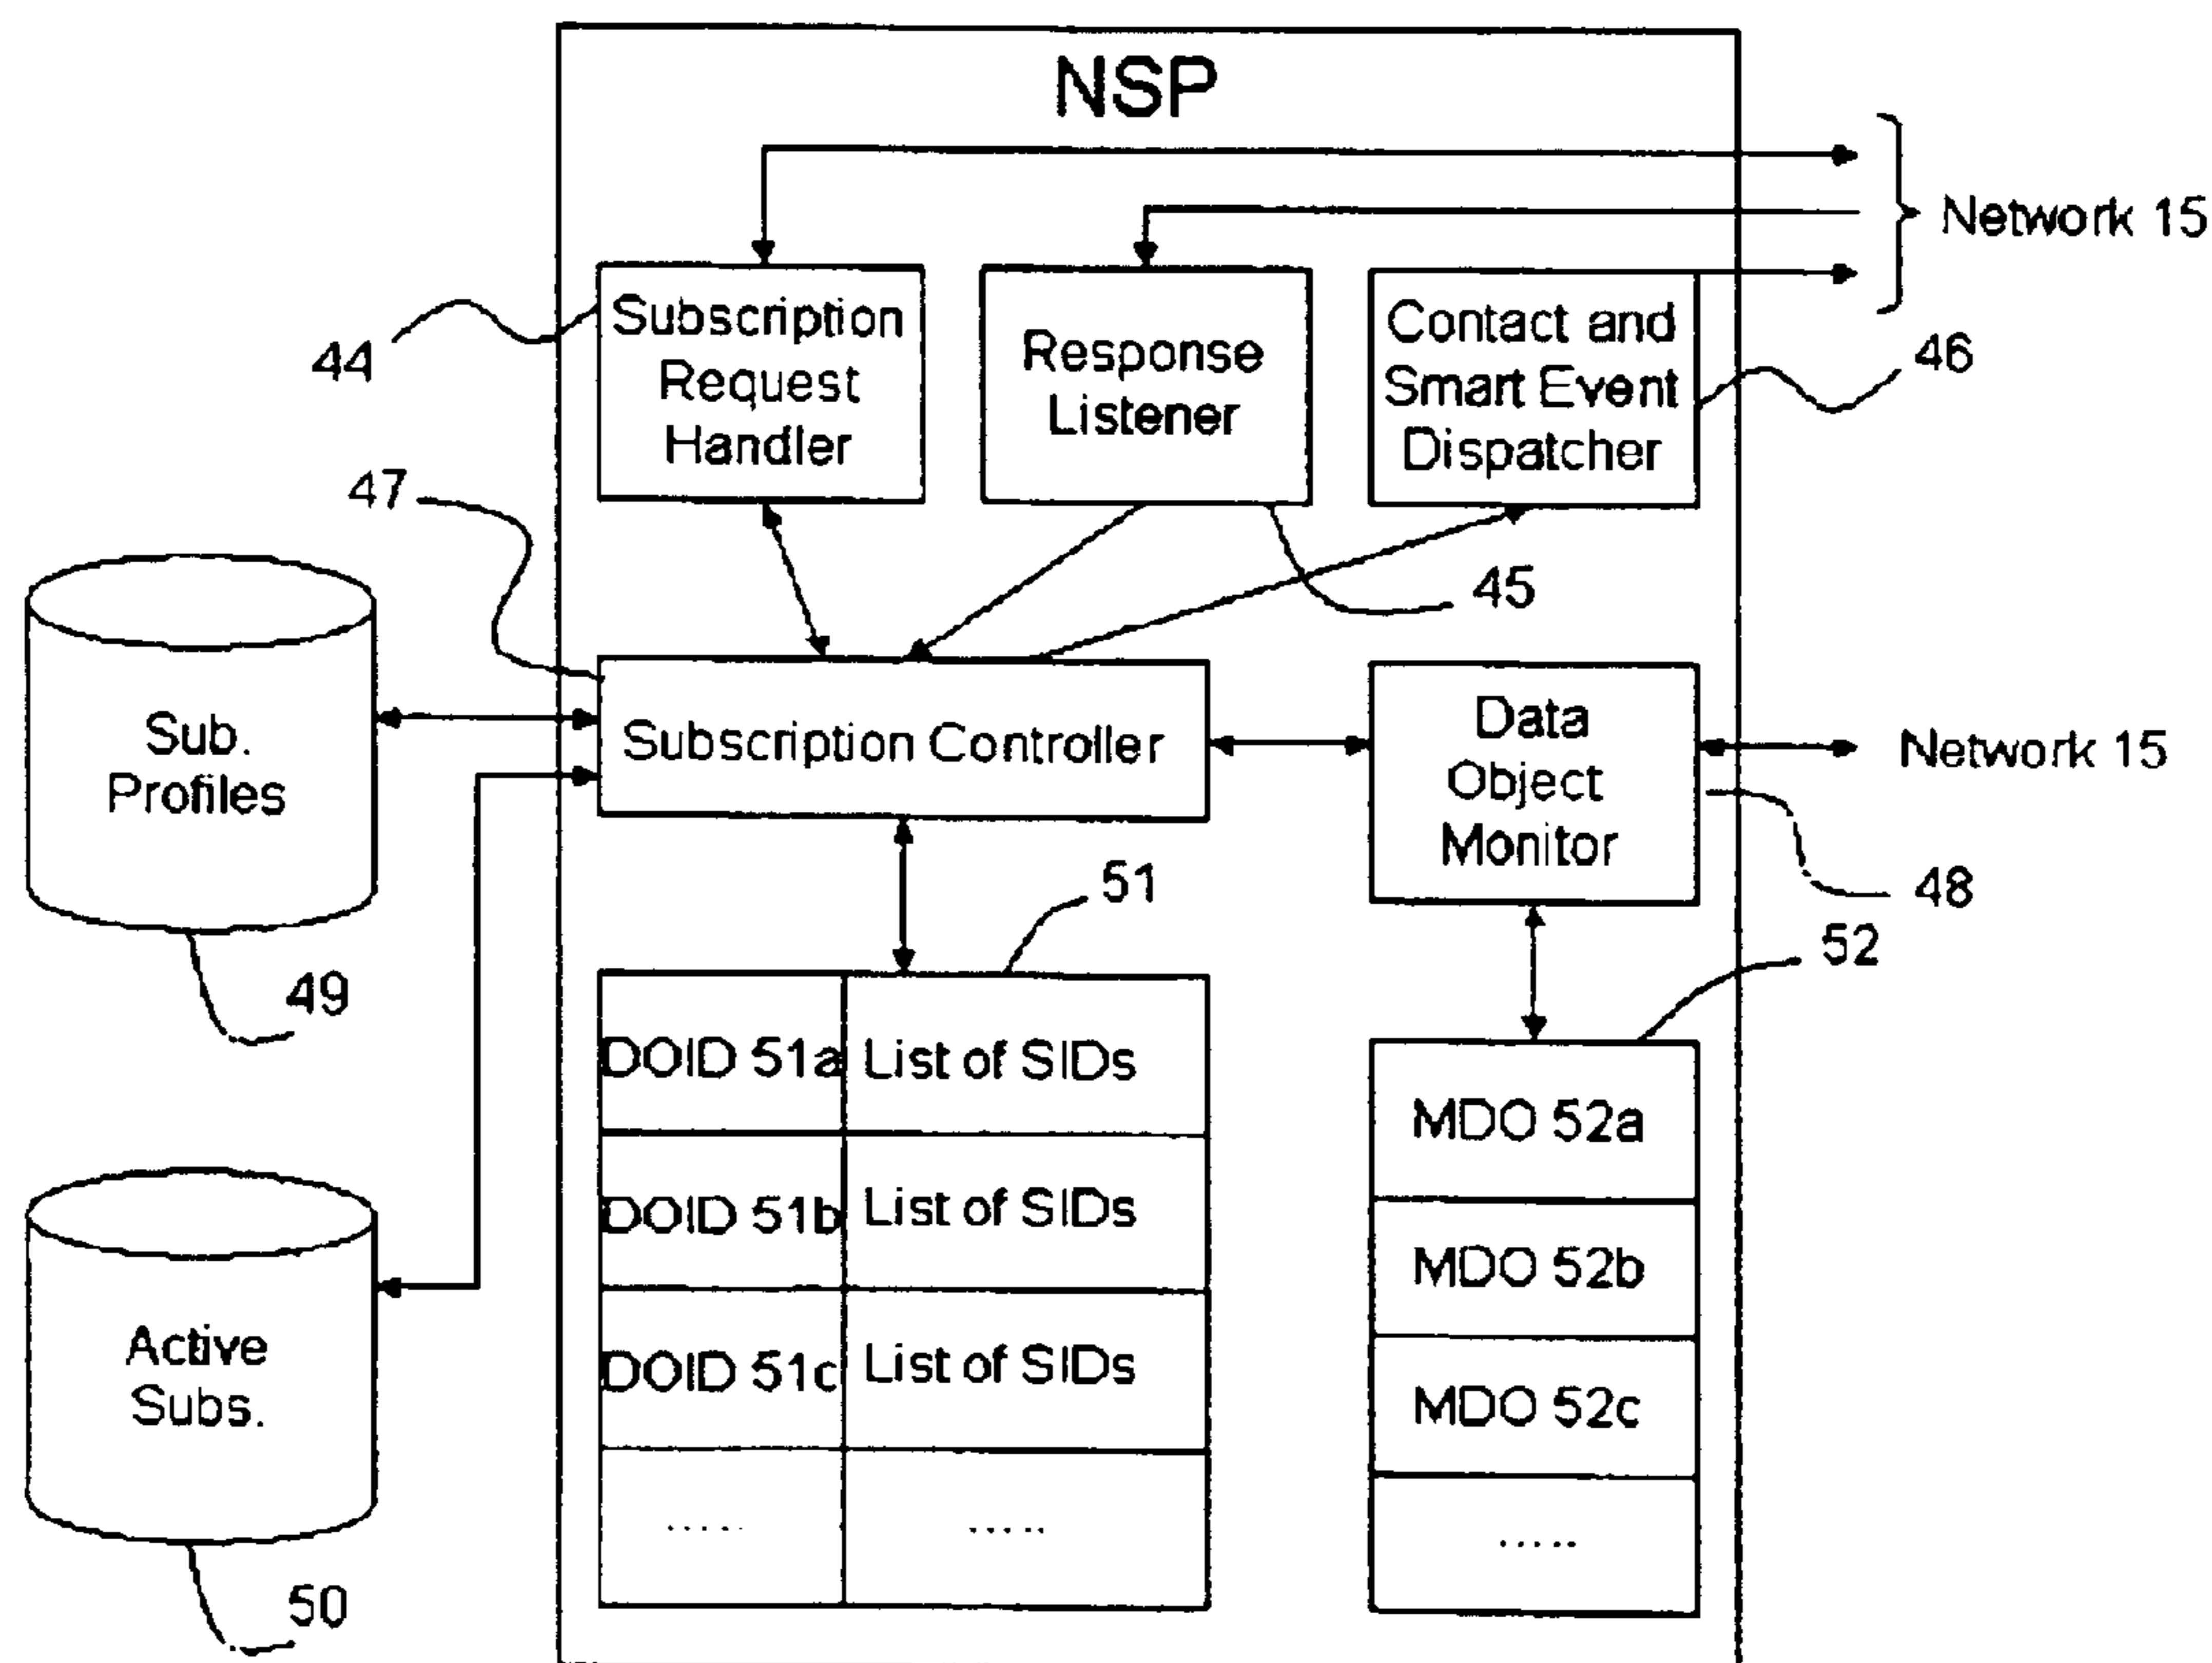 NSP
Network 15
Subscription
Request
Handler
Response
Listener
Contact and
Smart Event
Dispatcher
44
46
47
45
Sub.
Profiles
Subscription Controller
Data
Object
Monitor
Network 15
51
48
52
49
DOID 51a List of SIDs
MDO 52a
DOID 51b List of SIDs
MDO 52b
Active
Subs.
DOID 51c List of SIDs
MDO 52c
..... .....
.....
50